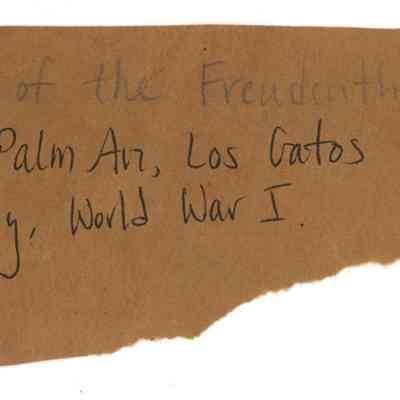 of the Freudenth
Palm Av, Los Gatos
y, World War I.